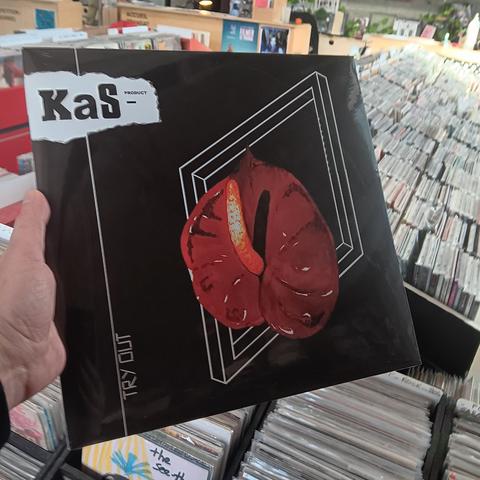 KaS-
PRODUCT
TRY OUT
the